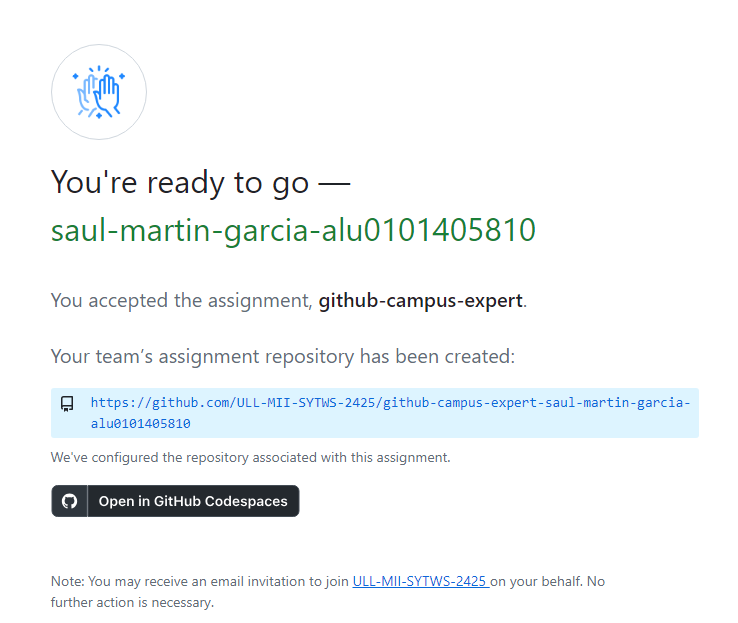 You're ready to go —
saul-martin-garcia-alu0101405810
You accepted the assignment, github-campus-expert.
Your team’s assignment repository has been created:
https://github.com/ULL-MII-SYTWS-2425/github-campus-expert-saul-martin-garcia-
alu0101405810
We've configured the repository associated with this assignment.
Open in GitHub Codespaces
Note: You may receive an email invitation to join ULL-MII-SYTWS-2425 on your behalf. No
further action is necessary.